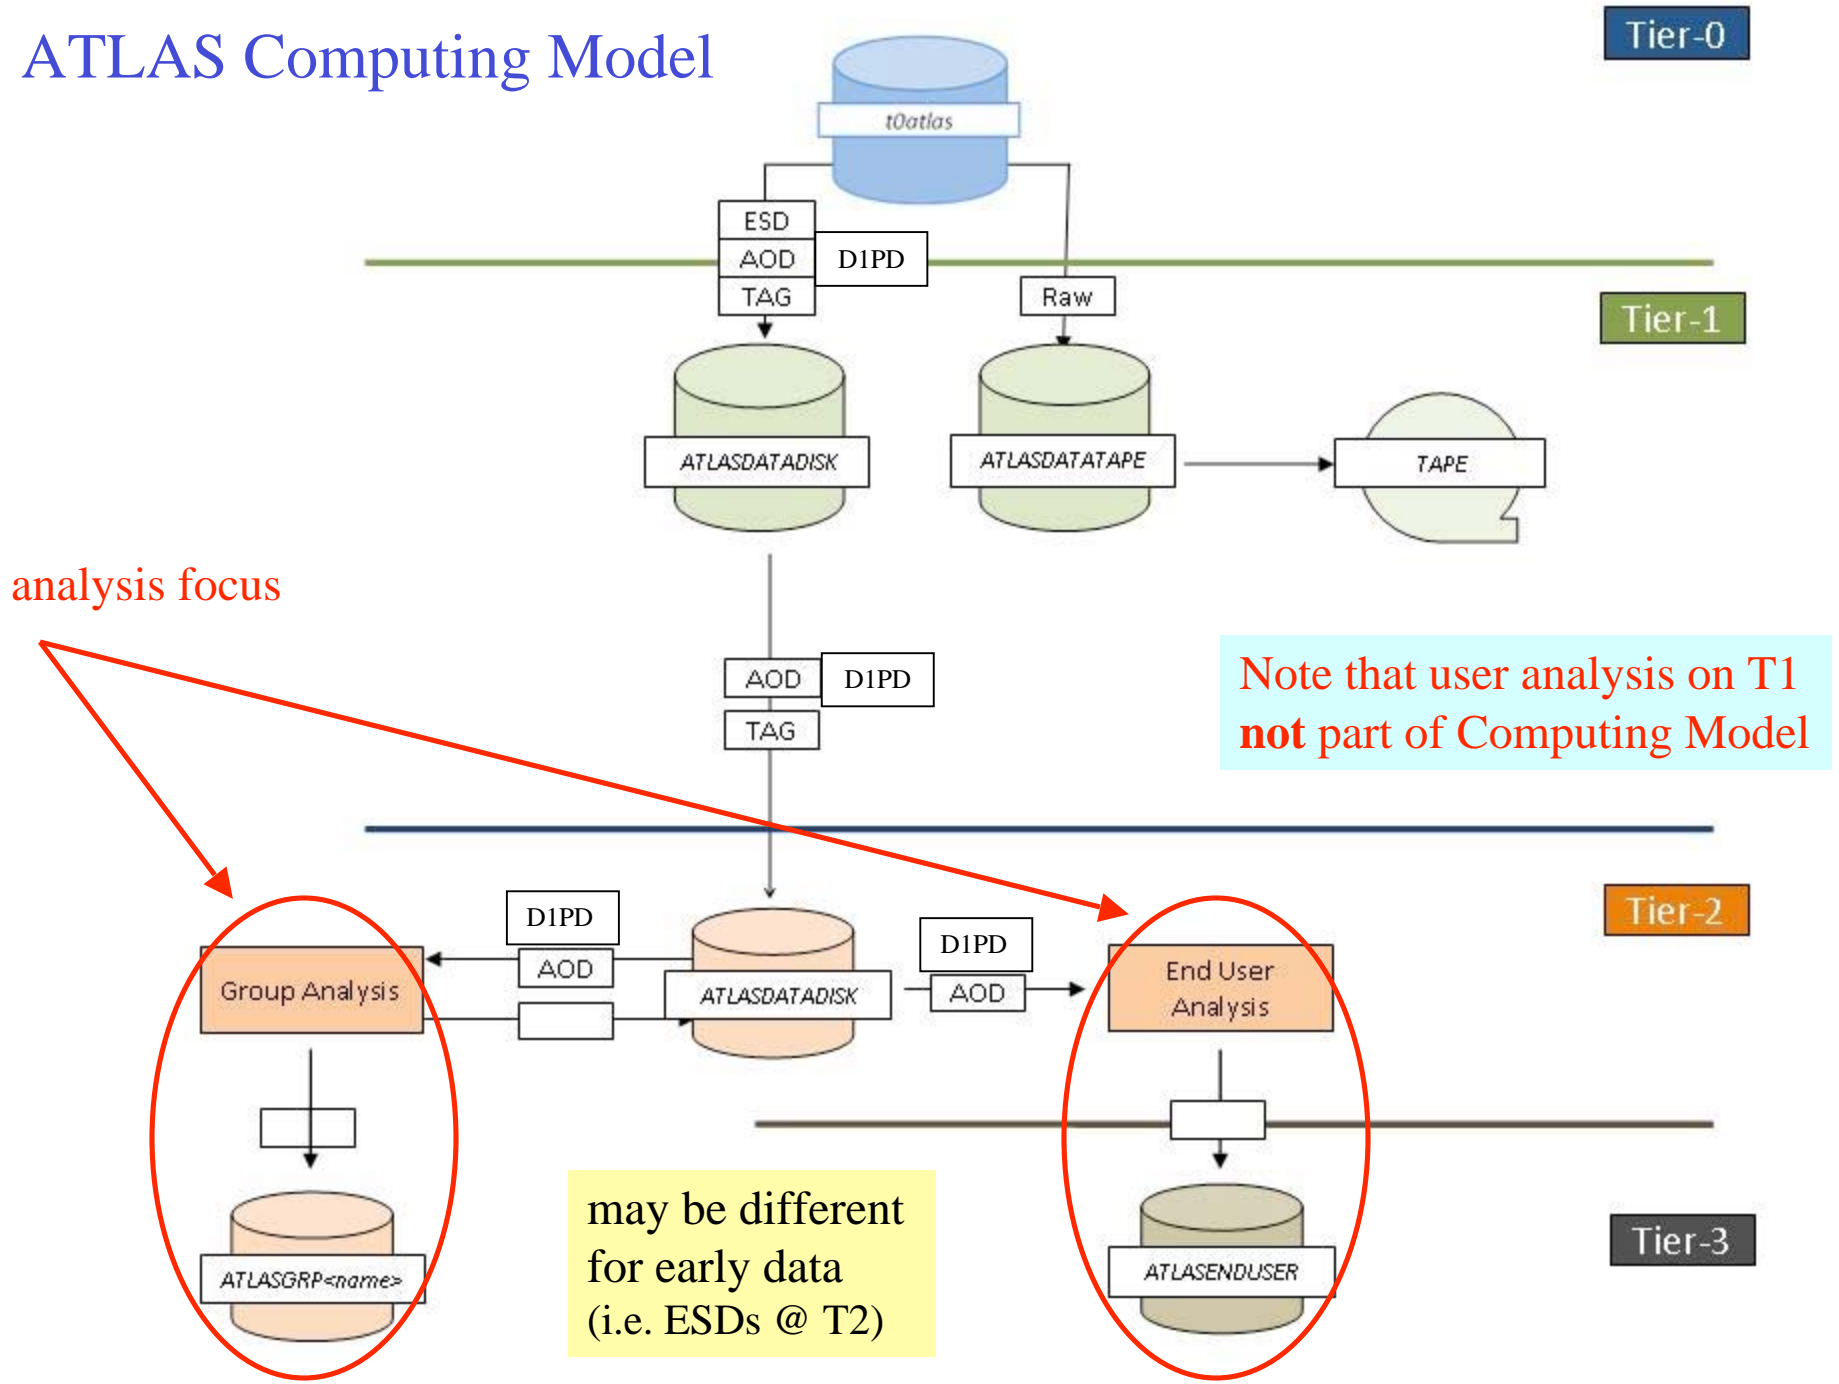 ATLAS Computing Model
Tier-0
t0atlas
ESD
AOD
D1PD
TAG
Raw
Tier-1
ATLASDATADISK
ATLASDATATAPE
TAPE
analysis focus
AOD
D1PD
TAG
Note that user analysis on T1
not part of Computing Model
Tier-2
D1PD
AOD
Group Analysis
ATLASDATADISK
D1PD
AOD
End User
Analysis
Tier-3
ATLASGRP<name>
may be different
for early data
(i.e. ESDs @ T2)
ATLASENDUSER